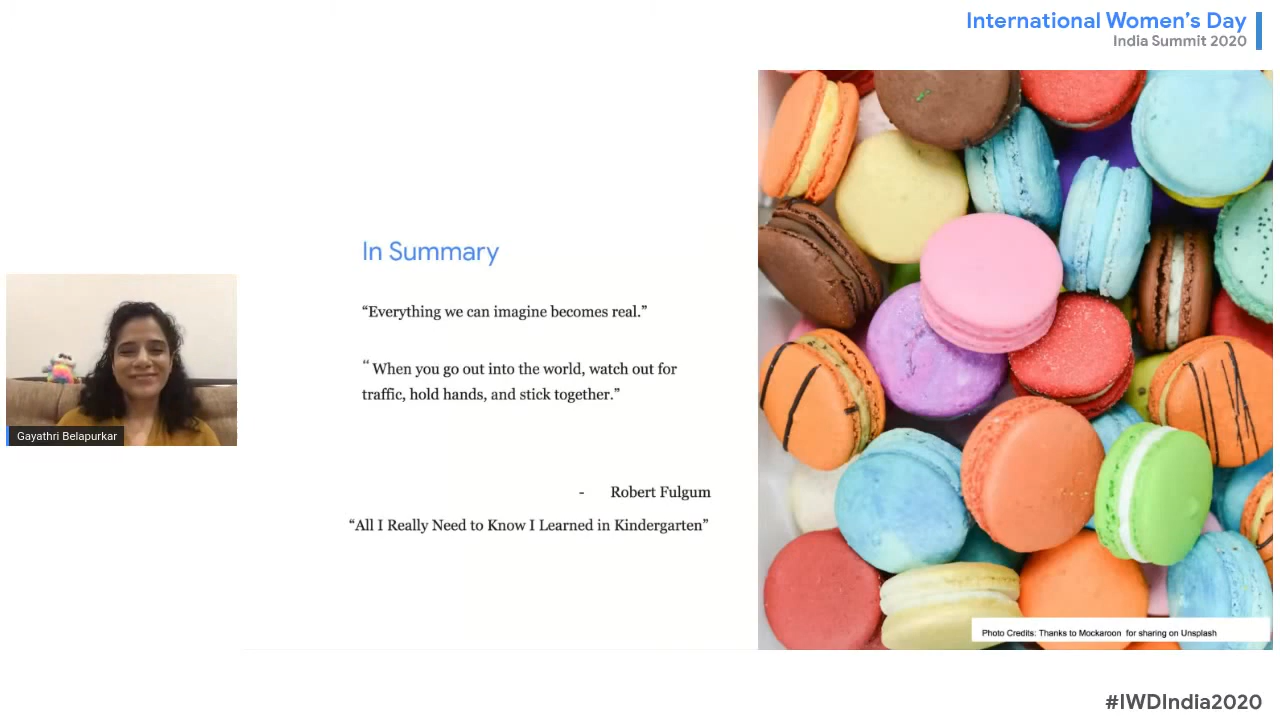 International Women's Day
India Summit 2020
In Summary
“Everything we can imagine becomes real.”
“ When you go out into the world, watch out for
traffic, hold hands, and stick together.”
- Robert Fulgum
“All I Really Need to Know I Learned in Kindergarten”
Gayathri Belapurkar
Photo Credits: Thanks to Mockaroon for sharing on Unsplash
#IWDIndia2020